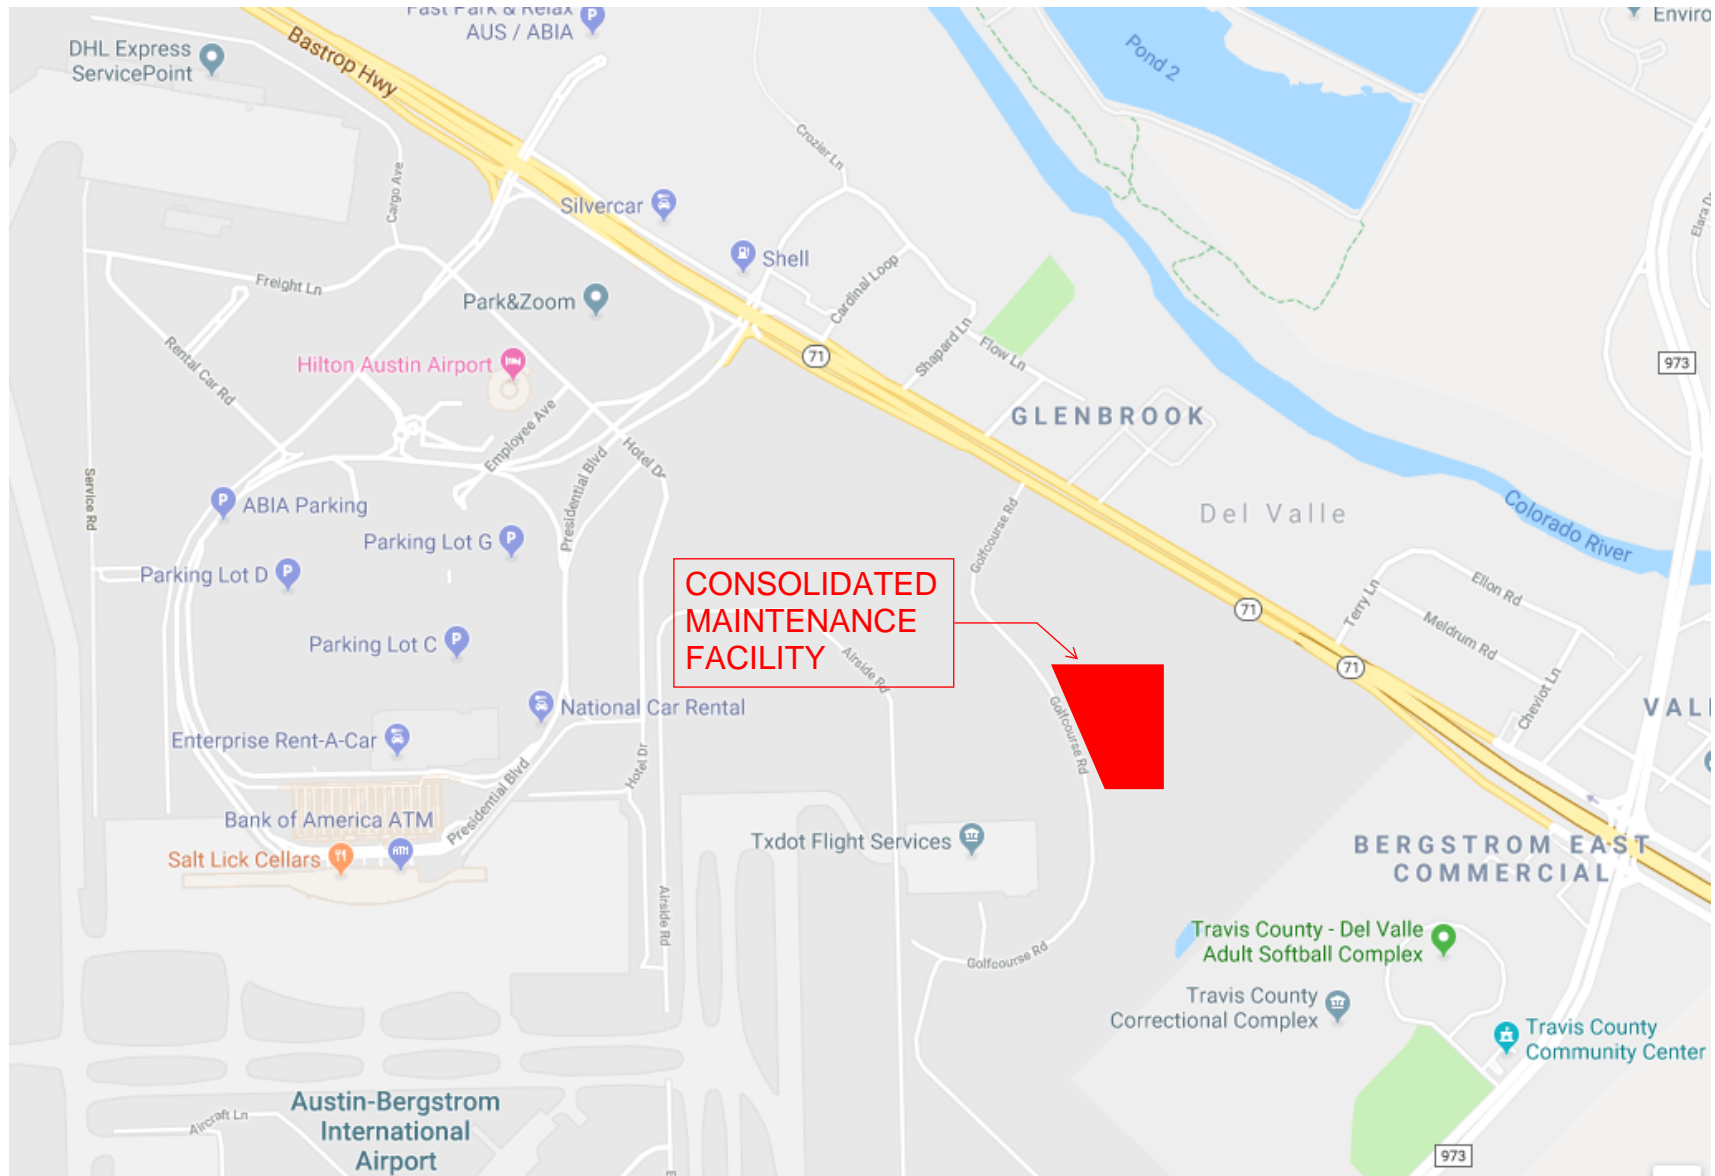 Fast Park & Relax
AUS / ABIA
Enviro
DHL Express
ServicePoint
Bastrop Hwy
Pond 2
Crozier Ln
Cargo Ave
Silvercar
Elara D
Shell
Freight Ln
Cardinal Loop
Park&Zoom
Rental Car Rd
Shapard Ln
Flow Ln
71
973
Hilton Austin Airport
GLENBROOK
Employee Ave
Hotel Dr
Presidential Blvd
Service Rd
ABIA Parking
Del Valle
Colorado River
Parking Lot G
Golfcourse Rd
Parking Lot D
CONSOLIDATED
MAINTENANCE
FACILITY
71
Terry Ln
Ellon Rd
Meldrum Rd
Parking Lot C
Airside Rd
71
Cheviot Ln
National Car Rental
Golfcourse Rd
VAL
Enterprise Rent-A-Car
Hotel Dr
Presidential Blvd
Bank of America ATM
ATM
Salt Lick Cellars
Txdot Flight Services
BERGSTROM EAST
COMMERCIAL
Airside Rd
Golfcourse Rd
Travis County - Del Valle
Adult Softball Complex
Travis County
Correctional Complex
Travis County
Community Center
Aircraft Ln
Austin-Bergstrom
International
Airport
973